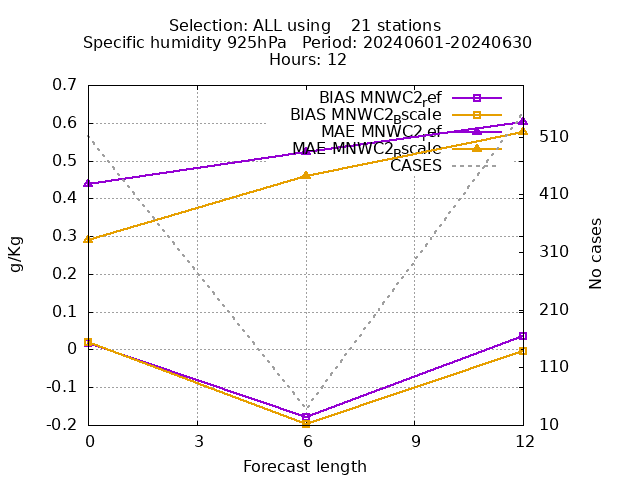 Selection: ALL using    21 stations
Specific humidity 925hPa   Period: 20240601-20240630
Hours: 12
BIAS MNWC2_ref
BIAS MNWC2_Bscale
MAE MNWC2_ref
MAE MNWC2_Bscale
CASES
0.7
0.6
0.5
0.4
0.3
0.2
0.1
0
-0.1
-0.2
g/Kg
510
410
310
210
110
10
No cases
0 3 6 9 12
Forecast length